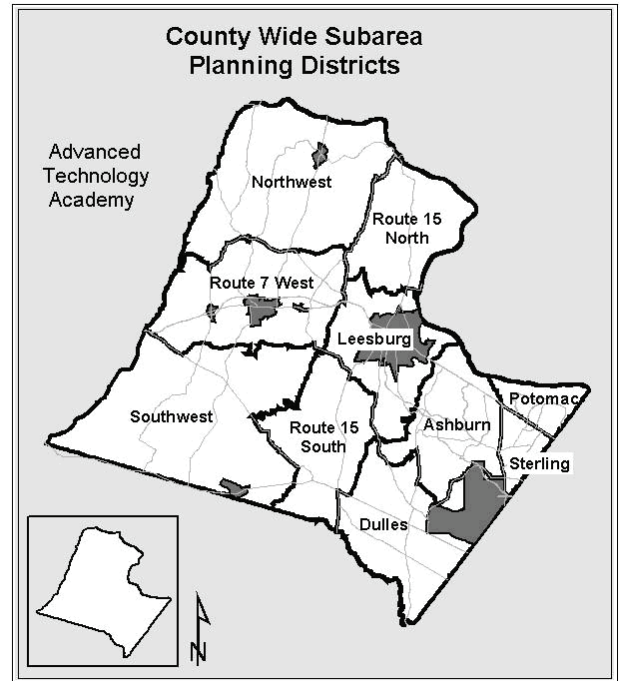 County Wide Subarea
Planning Districts
Advanced
Technology
Academy
Northwest
Route 15
North
Route 7 West
Leesburg
Southwest
Route 15
South
Ashburn
Potomac
Sterling
Dulles
N